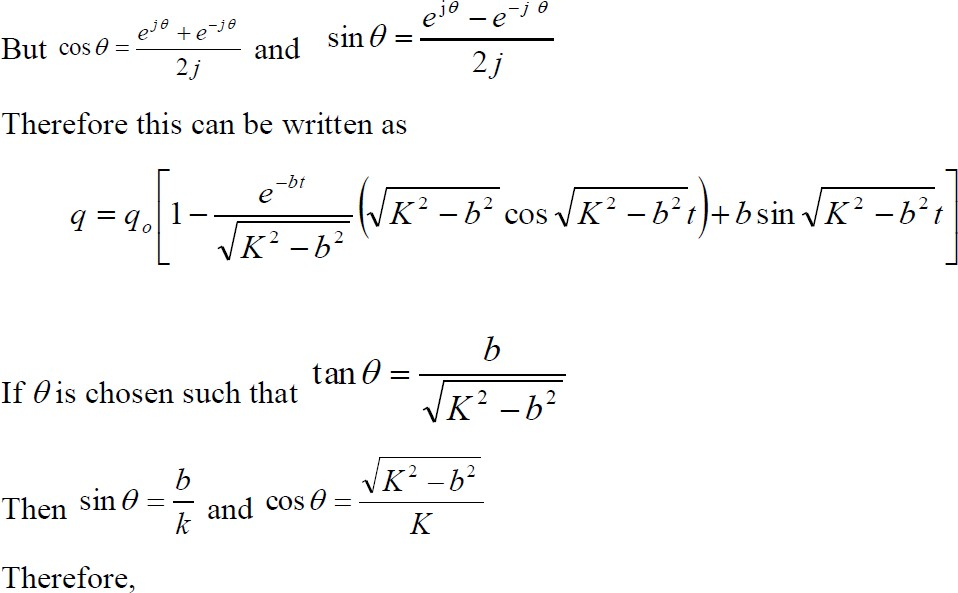 But cos θ = (e^{jθ} + e^{-jθ}) / 2j and sin θ = (e^{jθ} − e^{-j θ}) / 2j
Therefore this can be written as
q = q_o [ 1 − e^{-bt} / √(K² − b²) ( √(K² − b²) cos √(K² − b²) t ) + b sin √(K² − b²) t ]
If θ is chosen such that tan θ = b / √(K² − b²)
Then sin θ = b / k and cos θ = √(K² − b²) / K
Therefore,